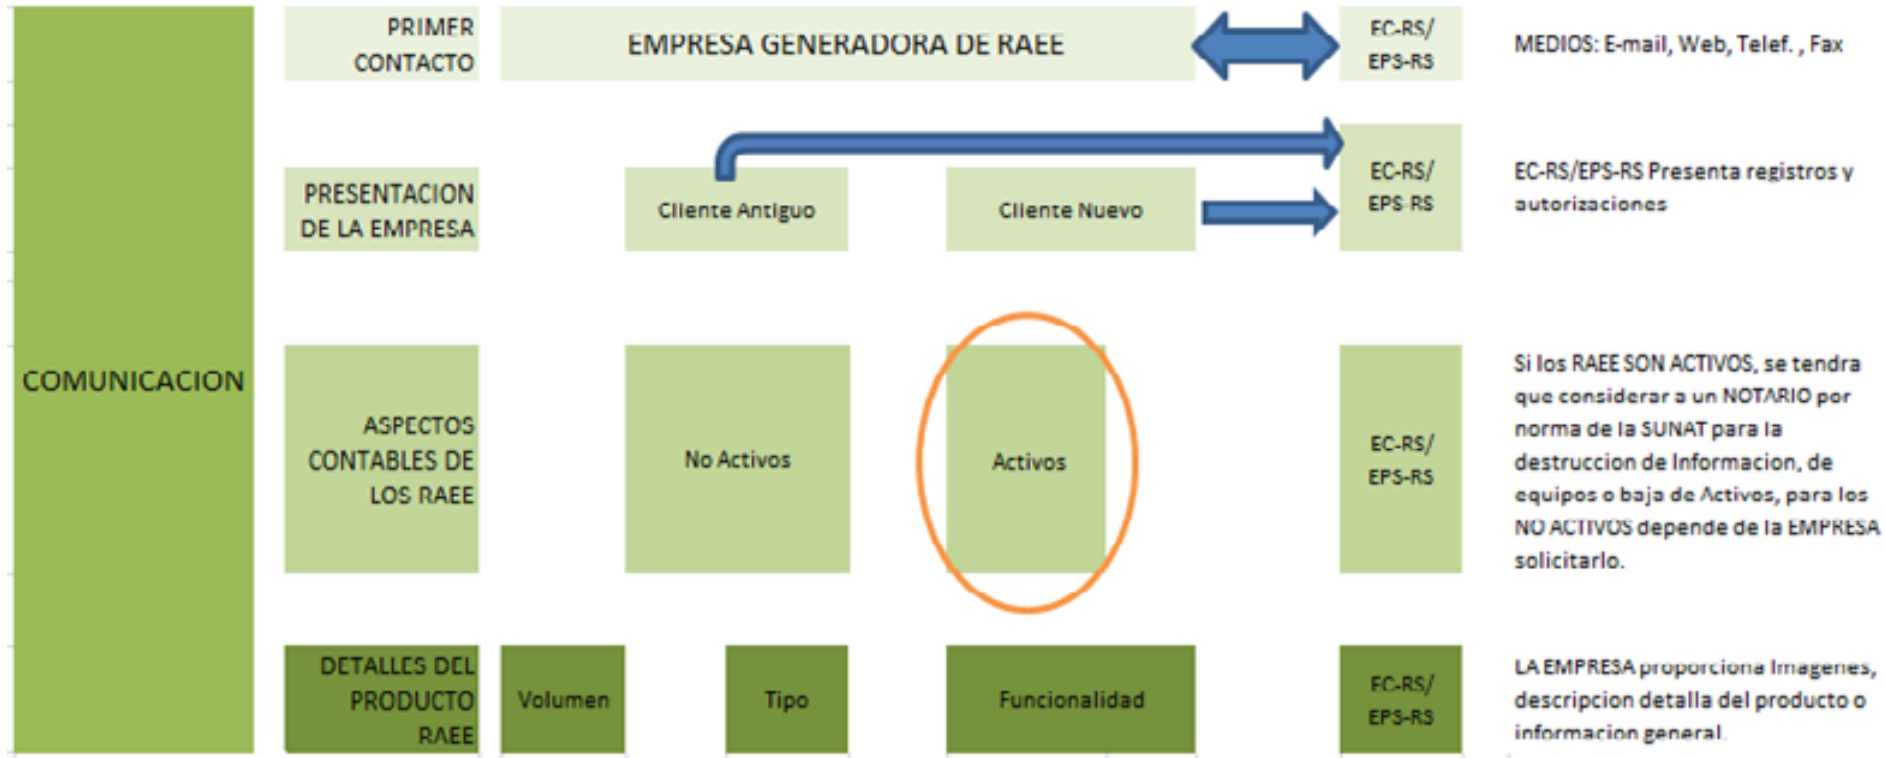 COMUNICACION
PRIMER
CONTACTO
EMPRESA GENERADORA DE RAEE
EC-RS/
EPS-RS
MEDIOS: E-mail, Web, Telef. , Fax
PRESENTACION
DE LA EMPRESA
Cliente Antiguo
Cliente Nuevo
EC-RS/
EPS-RS
EC-RS/EPS-RS Presenta registros y
autorizaciones
ASPECTOS
CONTABLES DE
LOS RAEE
No Activos
Activos
EC-RS/
EPS-RS
Si los RAEE SON ACTIVOS, se tendra
que considerar a un NOTARIO por
norma de la SUNAT para la
destruccion de Informacion, de
equipos o baja de Activos, para los
NO ACTIVOS depende de la EMPRESA
solicitarlo.
DETALLES DEL
PRODUCTO
RAEE
Volumen
Tipo
Funcionalidad
EC-RS/
EPS-RS
LA EMPRESA proporciona Imagenes,
descripcion detalla del producto o
informacion general.